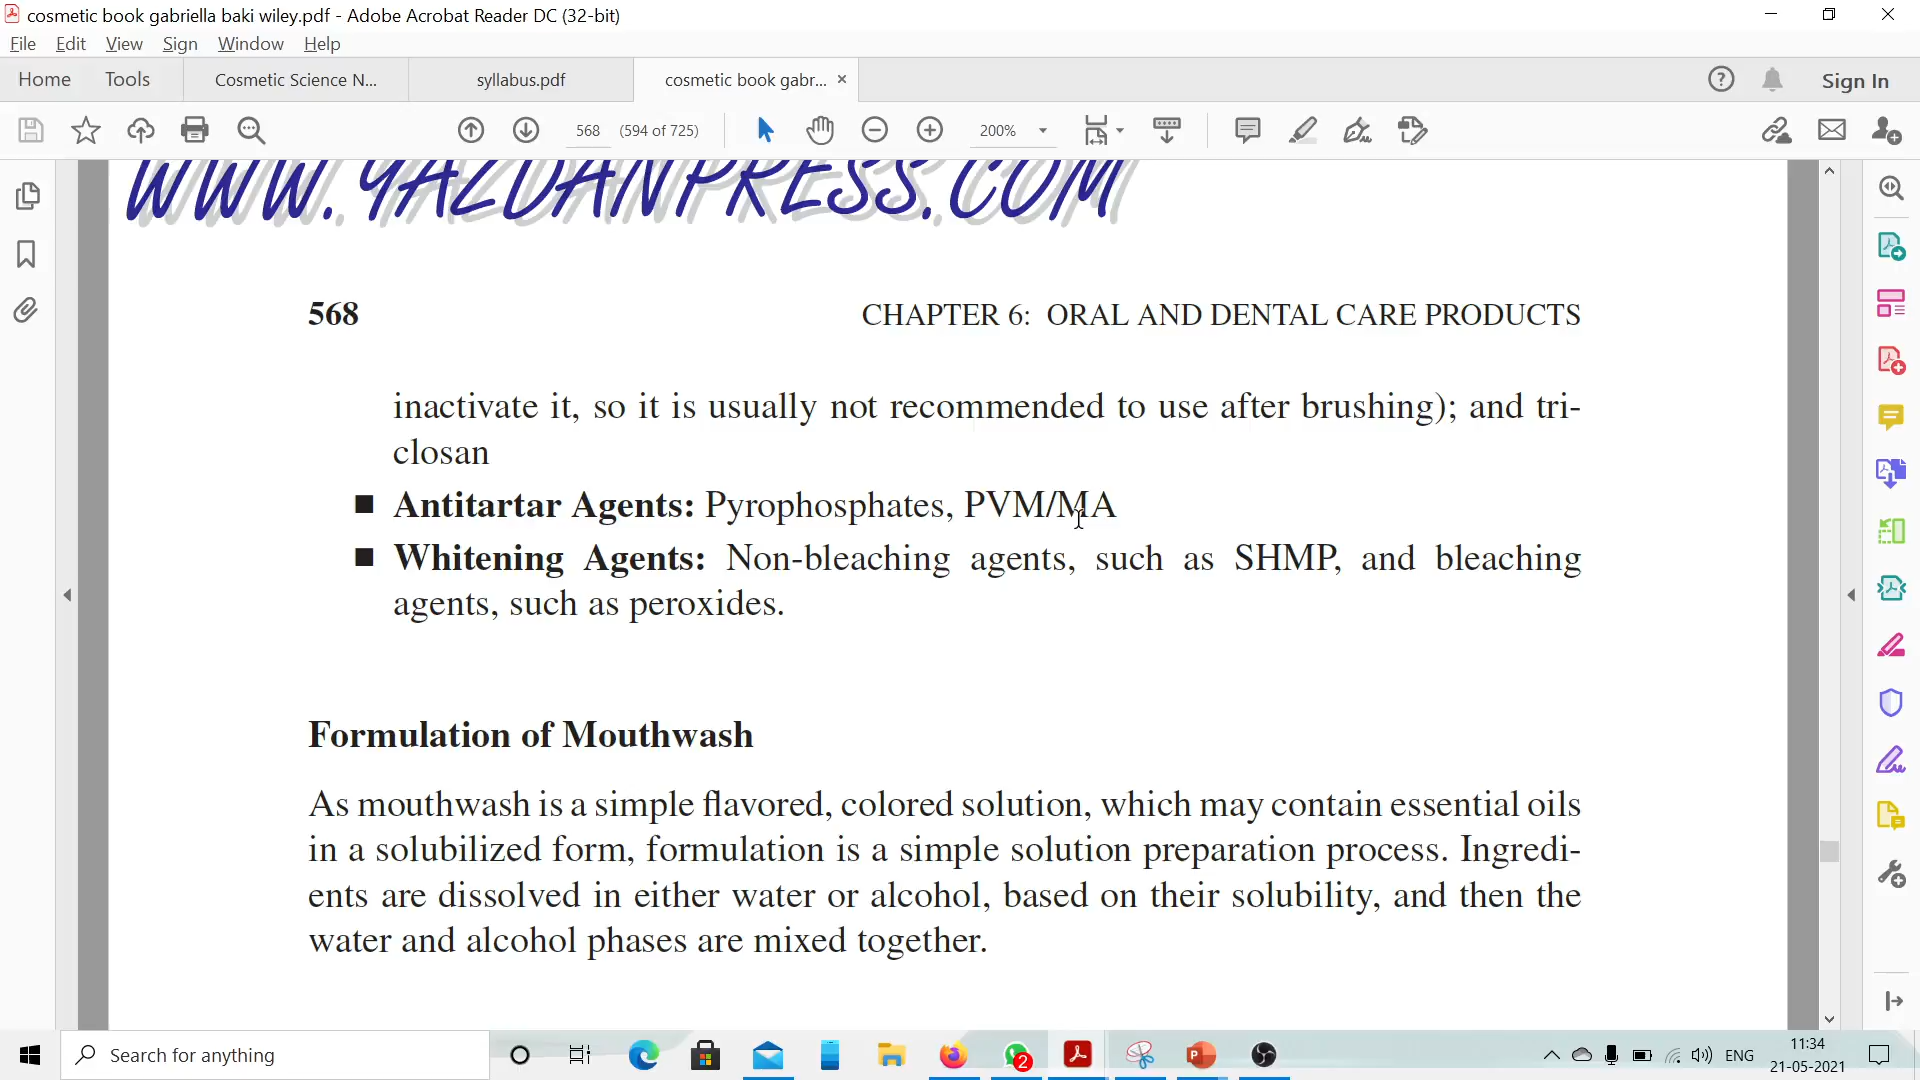 cosmetic book gabriella baki wiley.pdf - Adobe Acrobat Reader DC (32-bit)
File Edit View Sign Window Help
Home Tools Cosmetic Science N... syllabus.pdf cosmetic book gabr... × Sign In
568 (594 of 725) 200%
WWW.YAZDANPRESS.COM
568 CHAPTER 6: ORAL AND DENTAL CARE PRODUCTS
inactivate it, so it is usually not recommended to use after brushing); and tri-
closan
■ Antitartar Agents: Pyrophosphates, PVM/MA
■ Whitening Agents: Non-bleaching agents, such as SHMP, and bleaching
agents, such as peroxides.
Formulation of Mouthwash
As mouthwash is a simple flavored, colored solution, which may contain essential oils
in a solubilized form, formulation is a simple solution preparation process. Ingredi-
ents are dissolved in either water or alcohol, based on their solubility, and then the
water and alcohol phases are mixed together.
Search for anything 2 ENG 11:34
21-05-2021